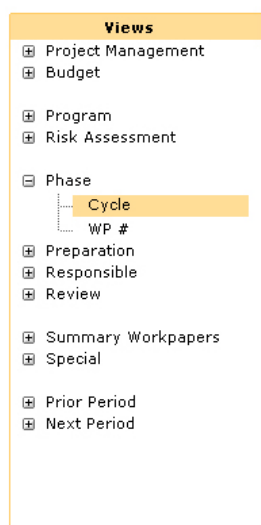 Views
Project Management
Budget
Program
Risk Assessment
Phase
Cycle
WP #
Preparation
Responsible
Review
Summary Workpapers
Special
Prior Period
Next Period